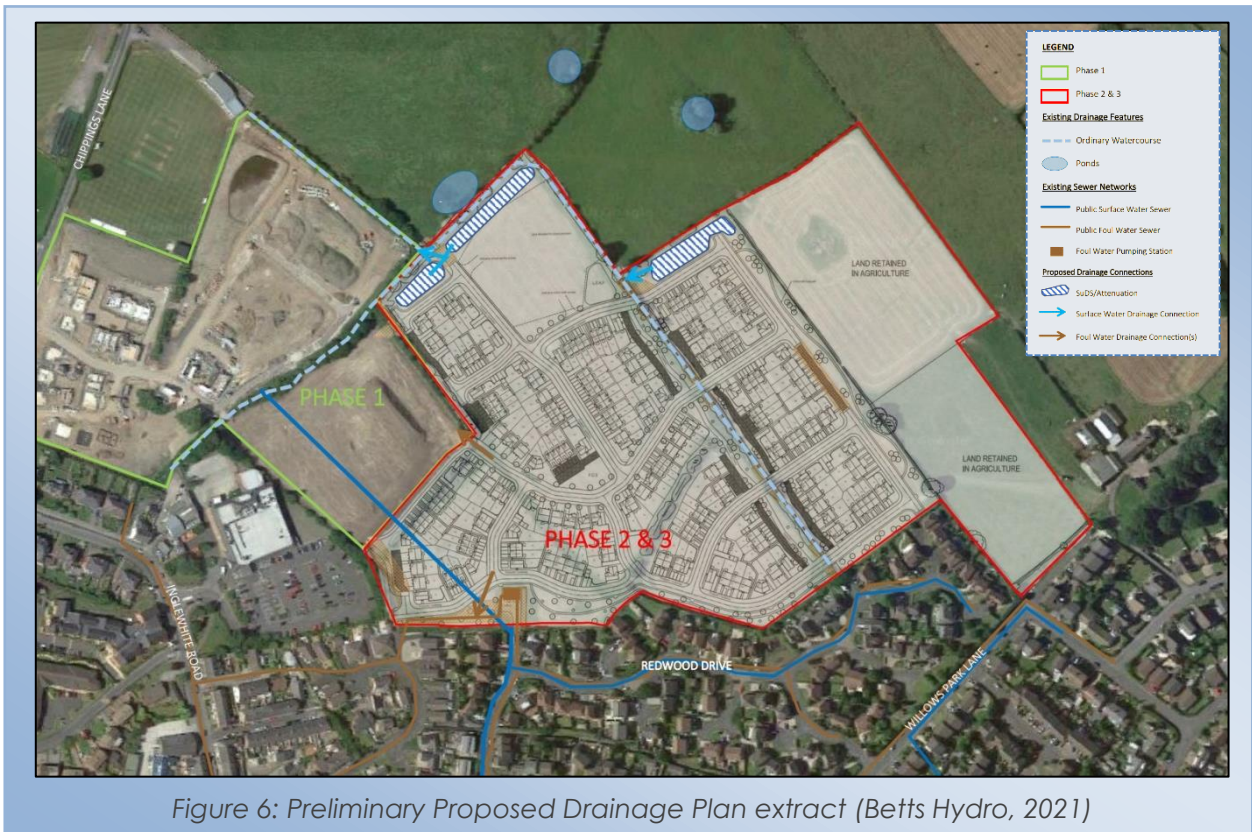 CHIPPINGS LANE
PHASE 1
PHASE 2 & 3
LAND RETAINED
IN AGRICULTURE
LAND RETAINED
IN AGRICULTURE
INGLEWHITE ROAD
REDWOOD DRIVE
WILLOWS PARK LANE
LEGEND
Phase 1
Phase 2 & 3
Existing Drainage Features
Ordinary Watercourse
Ponds
Existing Sewer Networks
Public Surface Water Sewer
Public Foul Water Sewer
Foul Water Pumping Station
Proposed Drainage Connections
SuDS/Attenuation
Surface Water Drainage Connection
Foul Water Drainage Connection(s)
Figure 6: Preliminary Proposed Drainage Plan extract (Betts Hydro, 2021)